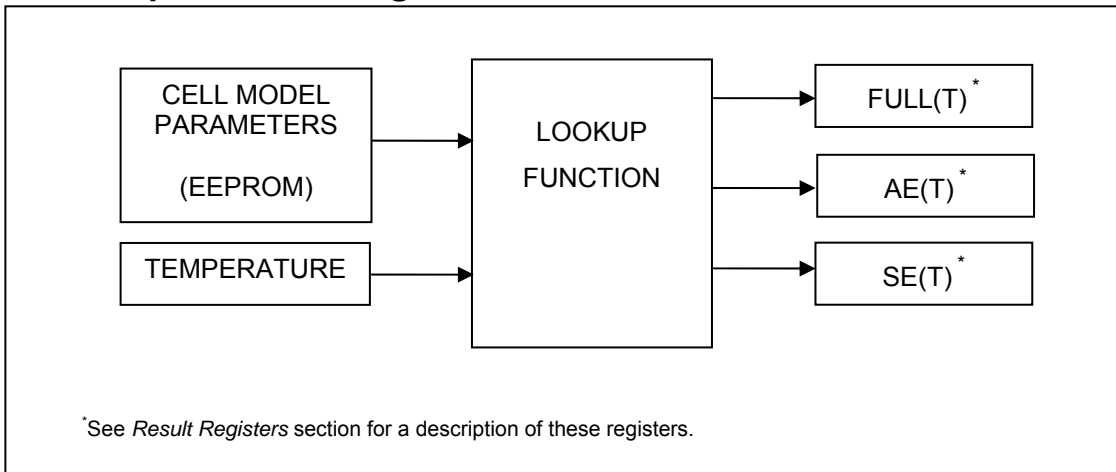 CELL MODEL
PARAMETERS
(EEPROM)
TEMPERATURE
LOOKUP
FUNCTION
FULL(T)*
AE(T)*
SE(T)*
*See Result Registers section for a description of these registers.